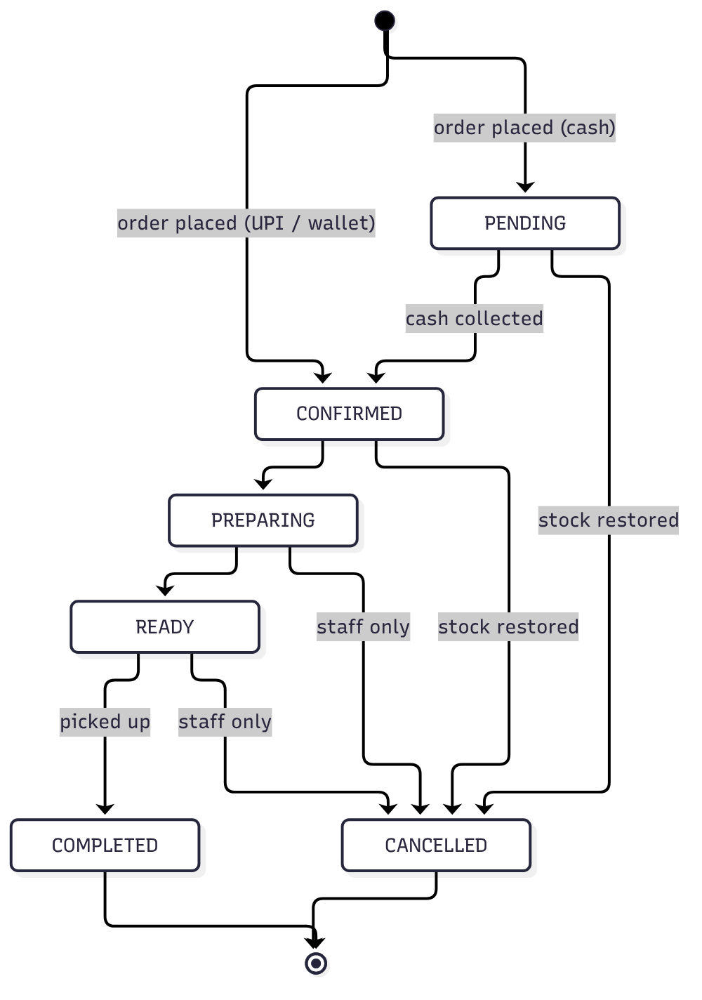 order placed (cash)
order placed (UPI / wallet)
PENDING
cash collected
CONFIRMED
PREPARING
stock restored
READY
staff only
stock restored
picked up
staff only
COMPLETED
CANCELLED